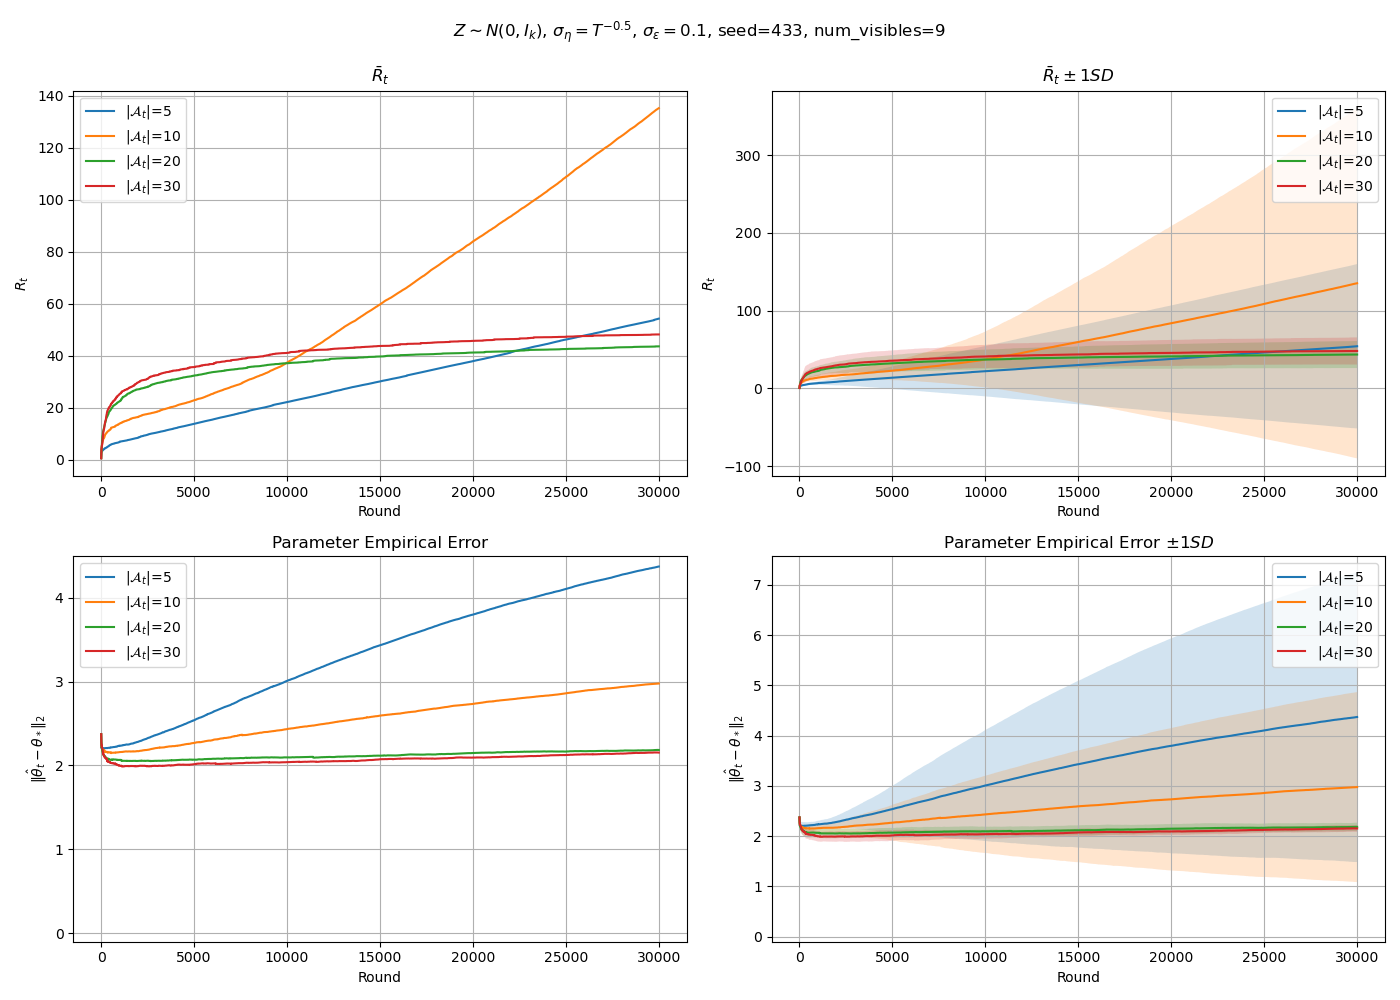 Z ∼ N(0, I_k), σ_η = T^{−0.5}, σ_ε = 0.1, seed=433, num_visibles=9
R̄_t
|𝒜_t|=5
|𝒜_t|=10
|𝒜_t|=20
|𝒜_t|=30
140
120
100
80
60
40
20
0
R_t
0 5000 10000 15000 20000 25000 30000
Round
R̄_t ± 1SD
|𝒜_t|=5
|𝒜_t|=10
|𝒜_t|=20
|𝒜_t|=30
300
200
100
0
−100
R_t
0 5000 10000 15000 20000 25000 30000
Round
Parameter Empirical Error
|𝒜_t|=5
|𝒜_t|=10
|𝒜_t|=20
|𝒜_t|=30
4
3
2
1
0
‖θ̂_t − θ_*‖_2
0 5000 10000 15000 20000 25000 30000
Round
Parameter Empirical Error ±1SD
|𝒜_t|=5
|𝒜_t|=10
|𝒜_t|=20
|𝒜_t|=30
7
6
5
4
3
2
1
0
‖θ̂_t − θ_*‖_2
0 5000 10000 15000 20000 25000 30000
Round